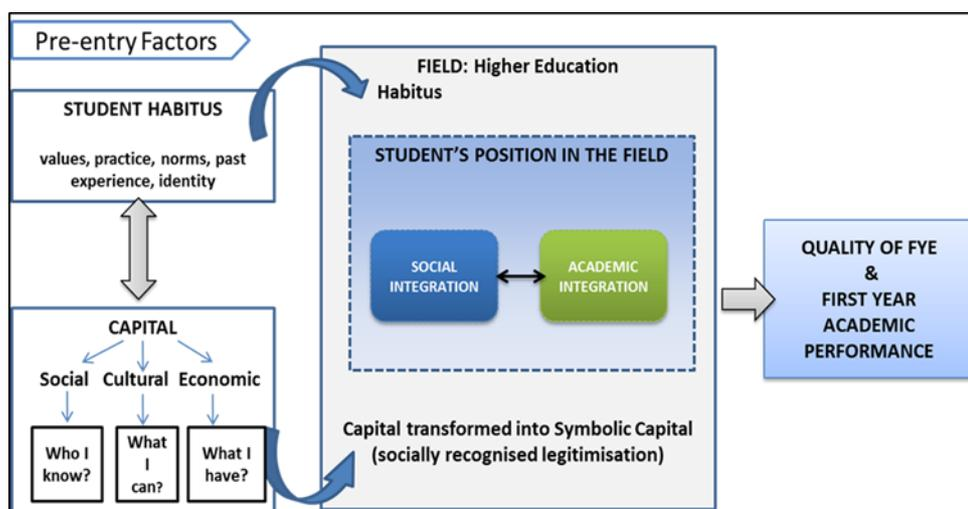 Pre-entry Factors
STUDENT HABITUS
values, practice, norms, past
experience, identity
CAPITAL
Social Cultural Economic
Who I
know?
What
I
can?
What I
have?
FIELD: Higher Education
Habitus
STUDENT'S POSITION IN THE FIELD
SOCIAL
INTEGRATION
ACADEMIC
INTEGRATION
Capital transformed into Symbolic Capital
(socially recognised legitimisation)
QUALITY OF FYE
&
FIRST YEAR
ACADEMIC
PERFORMANCE